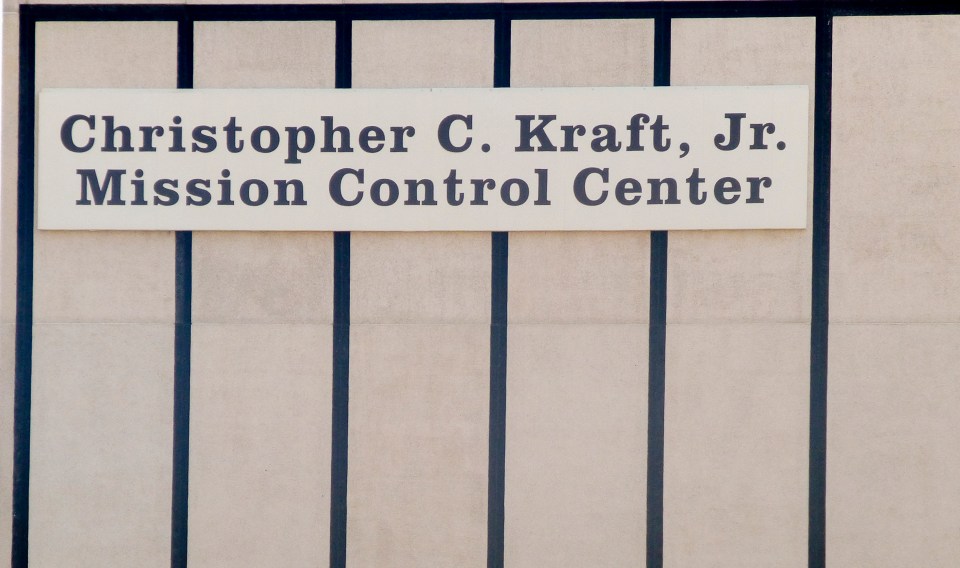 Christopher C. Kraft, Jr.
Mission Control Center